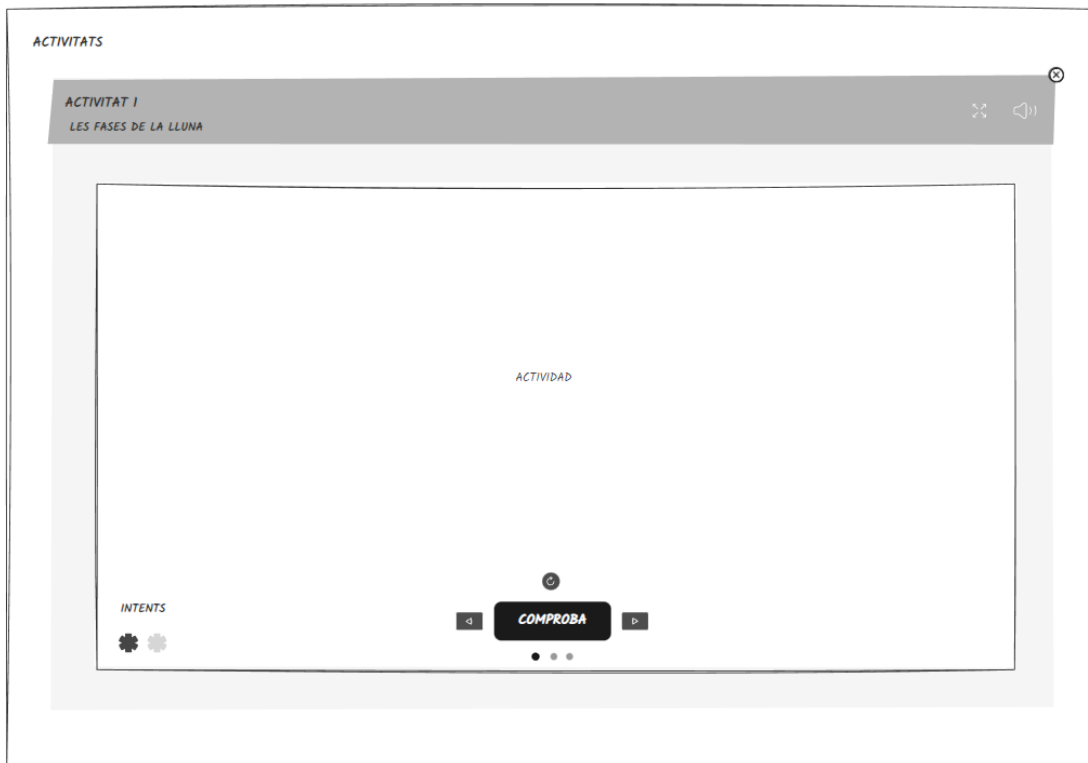 ACTIVITATS
ACTIVITAT 1
LES FASES DE LA LLUNA
ACTIVIDAD
INTENTS
COMPROBA